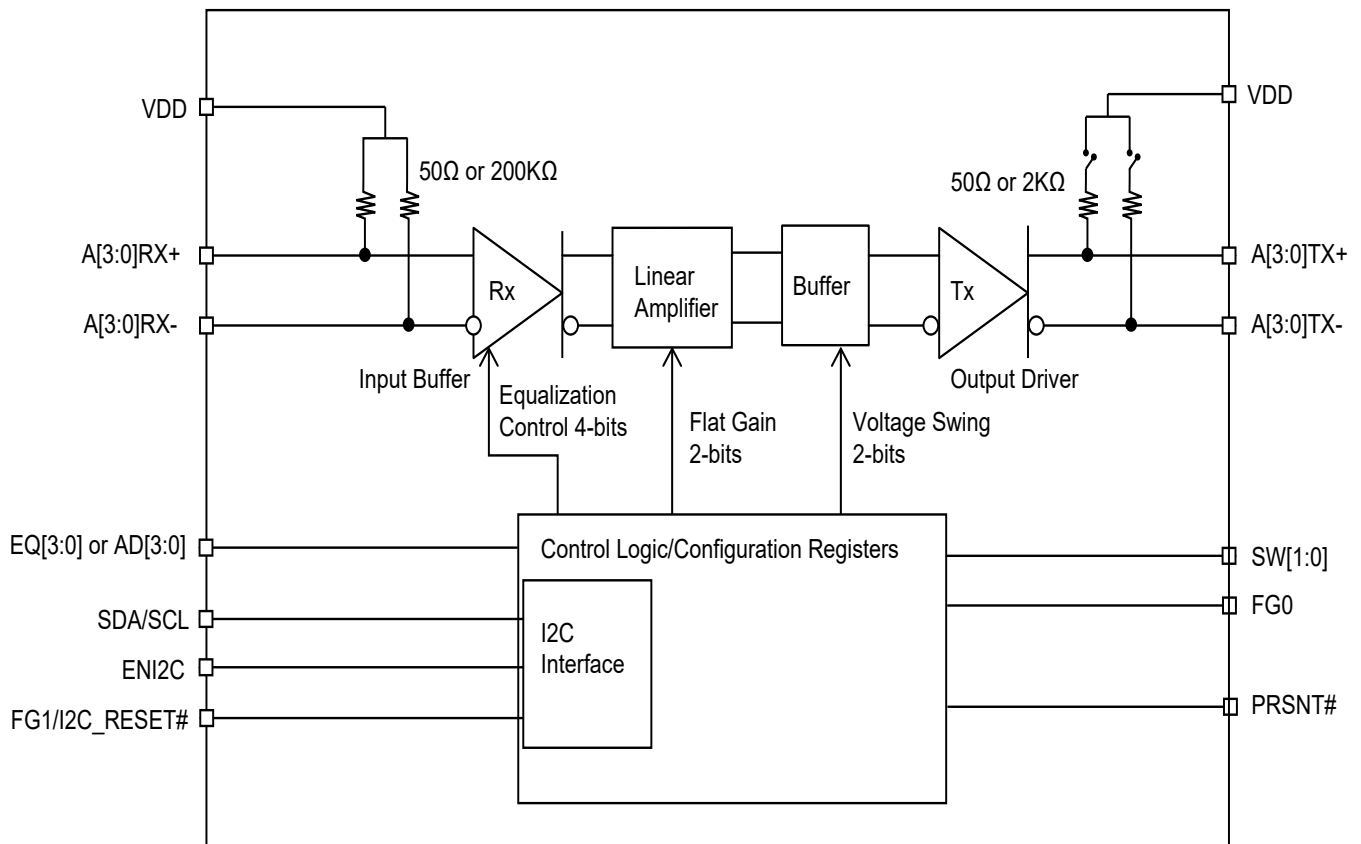 VDD
VDD
50Ω or 200KΩ
50Ω or 2KΩ
A[3:0]RX+
A[3:0]TX+
Rx
Linear
Amplifier
Buffer
Tx
A[3:0]RX-
A[3:0]TX-
Input Buffer
Output Driver
Equalization
Control 4-bits
Flat Gain
2-bits
Voltage Swing
2-bits
EQ[3:0] or AD[3:0]
Control Logic/Configuration Registers
SW[1:0]
SDA/SCL
FG0
I2C
Interface
ENI2C
FG1/I2C_RESET#
PRSNT#